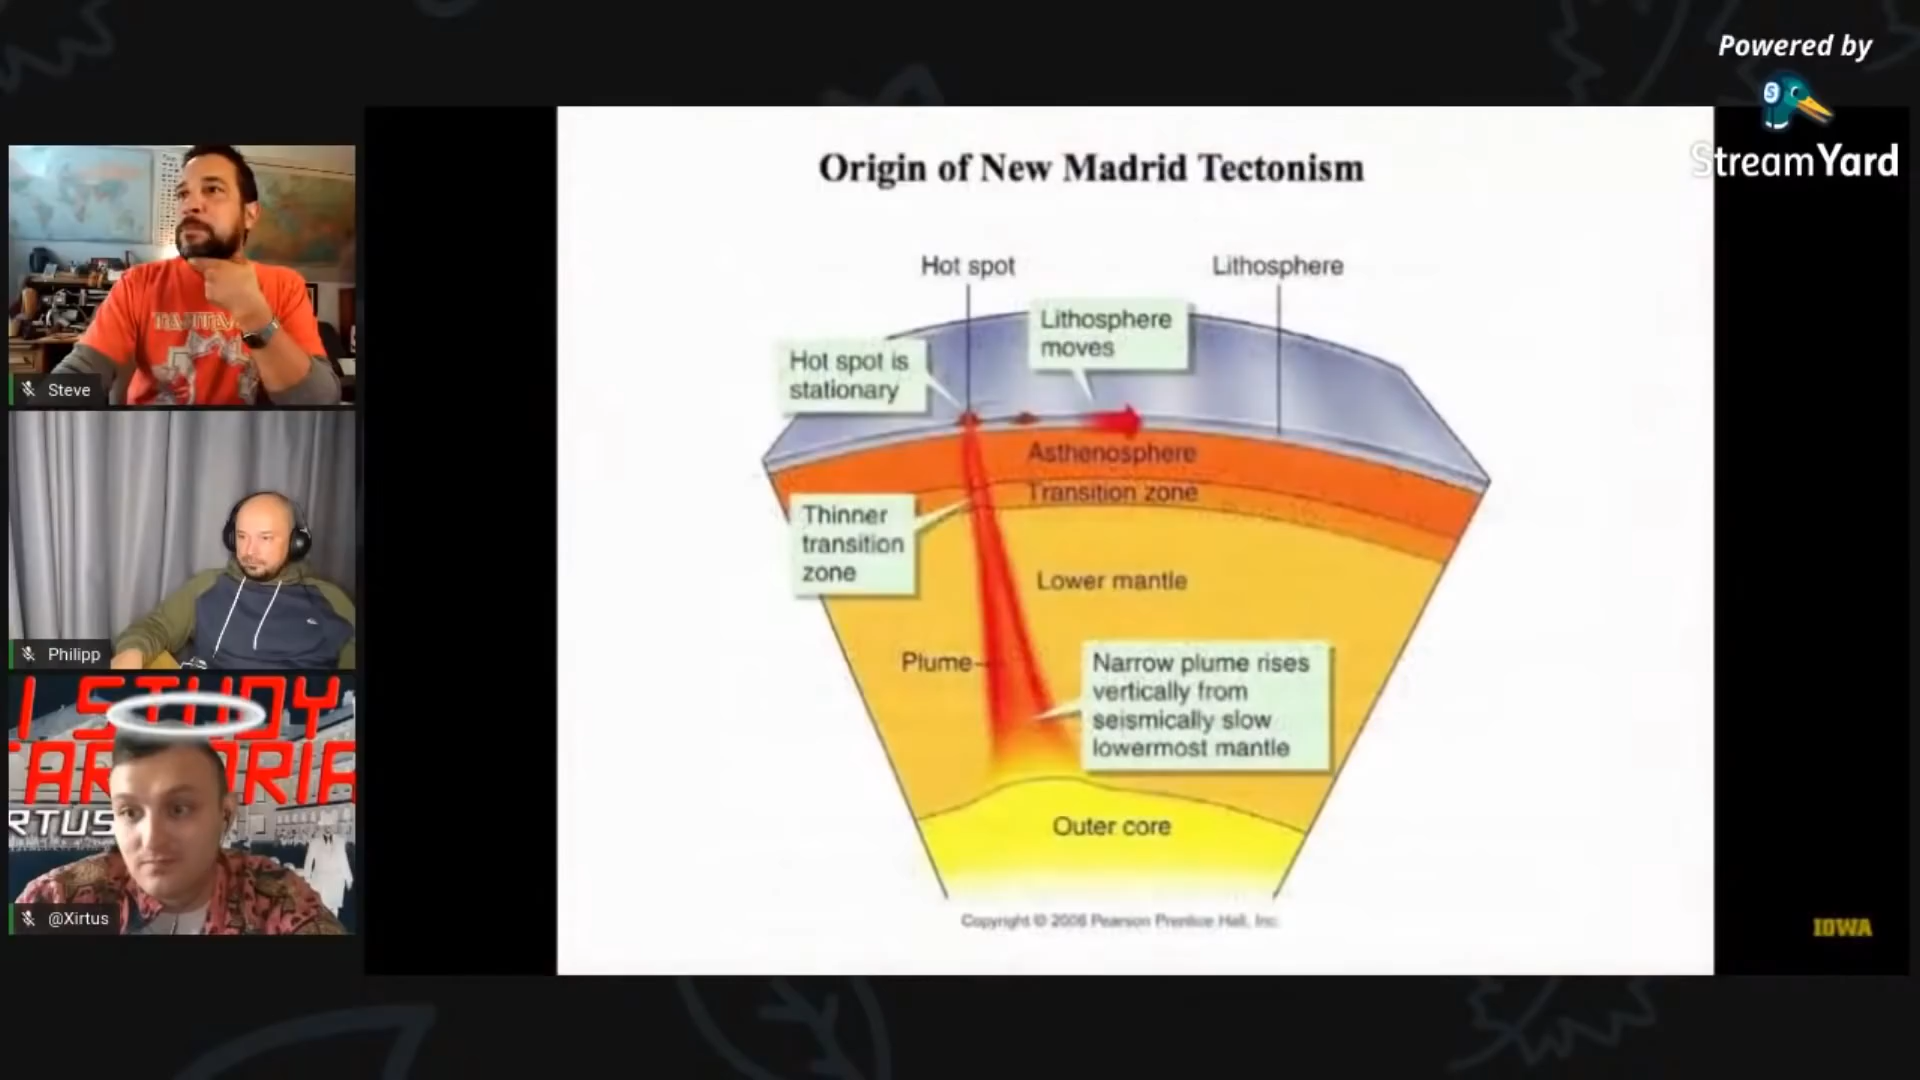 Powered by
StreamYard
Origin of New Madrid Tectonism
Hot spot
Lithosphere
Lithosphere
moves
Hot spot is
stationary
Asthenosphere
Transition zone
Thinner
transition
zone
Lower mantle
Plume
Narrow plume rises
vertically from
seismically slow
lowermost mantle
Outer core
Copyright © 2006 Pearson Prentice Hall, Inc.
IOWA
Steve
Philipp
I STUDY
@Xirtus